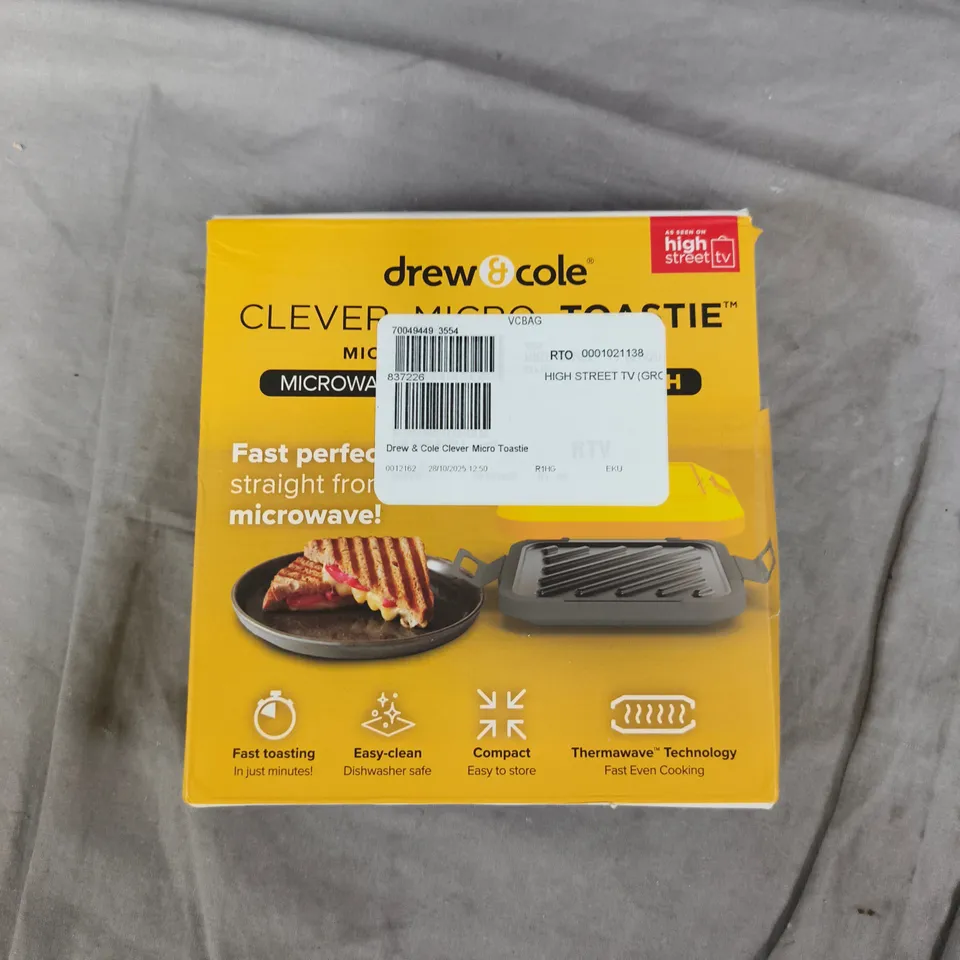 AS SEEN ON
high
street tv
drew & cole®
CLEVER MICRO TOASTIE™
VCBAG
70049449 3554
MIC
RTO 0001021138
MICROWA
837226
HIGH STREET TV (GRO
H
Drew & Cole Clever Micro Toastie
RTV
0012162 28/10/2025 12:50 R1HG EKU
Fast perfec
straight from
microwave!
Fast toasting
In just minutes!
Easy-clean
Dishwasher safe
Compact
Easy to store
Thermawave™ Technology
Fast Even Cooking